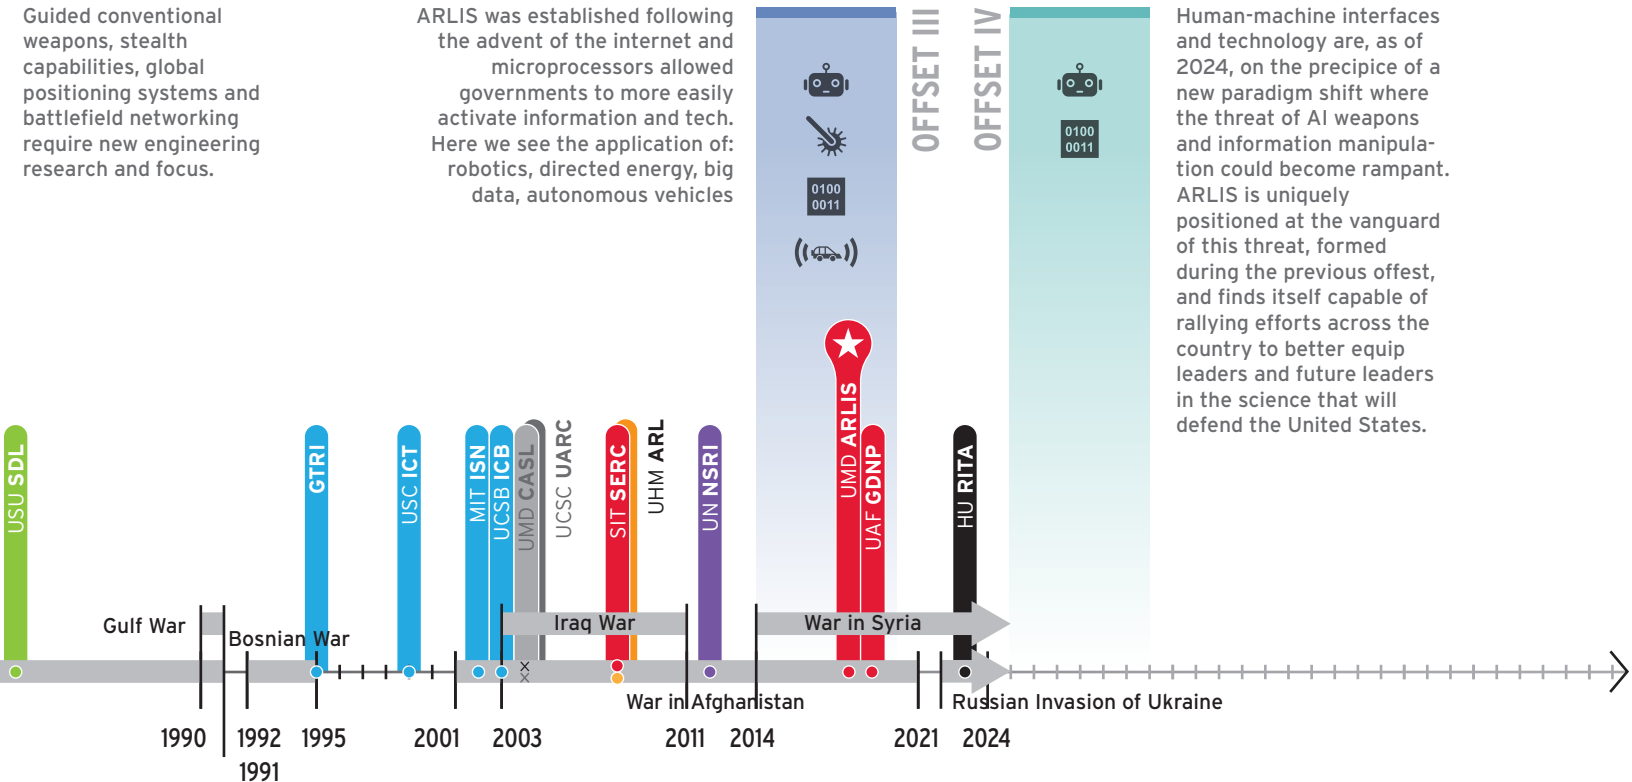 Guided conventional
weapons, stealth
capabilities, global
positioning systems and
battlefield networking
require new engineering
research and focus.
ARLIS was established following
the advent of the internet and
microprocessors allowed
governments to more easily
activate information and tech.
Here we see the application of:
robotics, directed energy, big
data, autonomous vehicles
0100
0011
OFFSET III
OFFSET IV
0100
0011
Human-machine interfaces
and technology are, as of
2024, on the precipice of a
new paradigm shift where
the threat of AI weapons
and information manipula-
tion could become rampant.
ARLIS is uniquely
positioned at the vanguard
of this threat, formed
during the previous offest,
and finds itself capable of
rallying efforts across the
country to better equip
leaders and future leaders
in the science that will
defend the United States.
USU SDL
GTRI
USC ICT
MIT ISN
UCSB ICB
UMD CASL
UCSC UARC
SIT SERC
UHM ARL
UN NSRI
UMD ARLIS
UAF GDNP
HU RITA
Gulf War
Bosnian War
Iraq War
War in Syria
War in Afghanistan
Russian Invasion of Ukraine
1990
1992
1995
2001
2003
2011
2014
2021
2024
1991